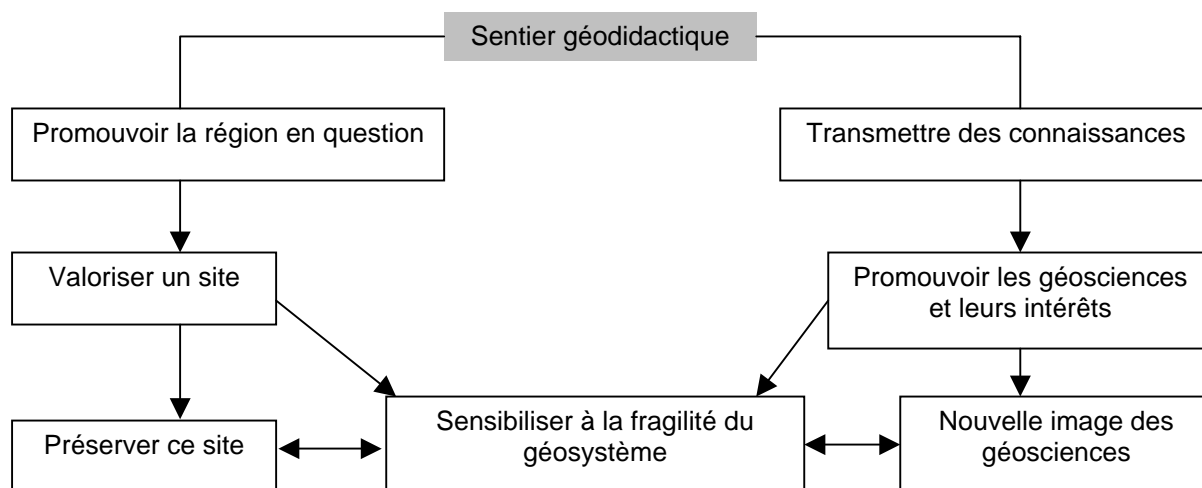 Sentier géodidactique
Promouvoir la région en question
Transmettre des connaissances
Valoriser un site
Promouvoir les géosciences
et leurs intérêts
Préserver ce site
Sensibiliser à la fragilité du
géosystème
Nouvelle image des
géosciences